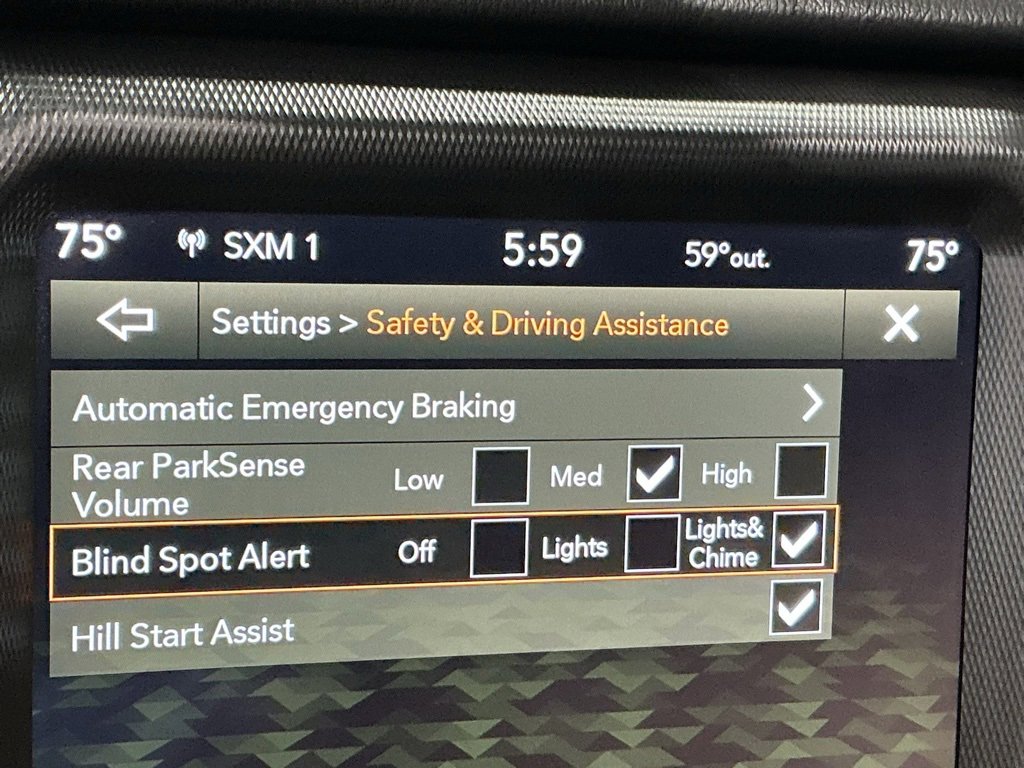 75° SXM 1 5:59 59°out. 75°
Settings > Safety & Driving Assistance
Automatic Emergency Braking
Rear ParkSense
Volume
Low Med High
Blind Spot Alert Off Lights Lights&
Chime
Hill Start Assist